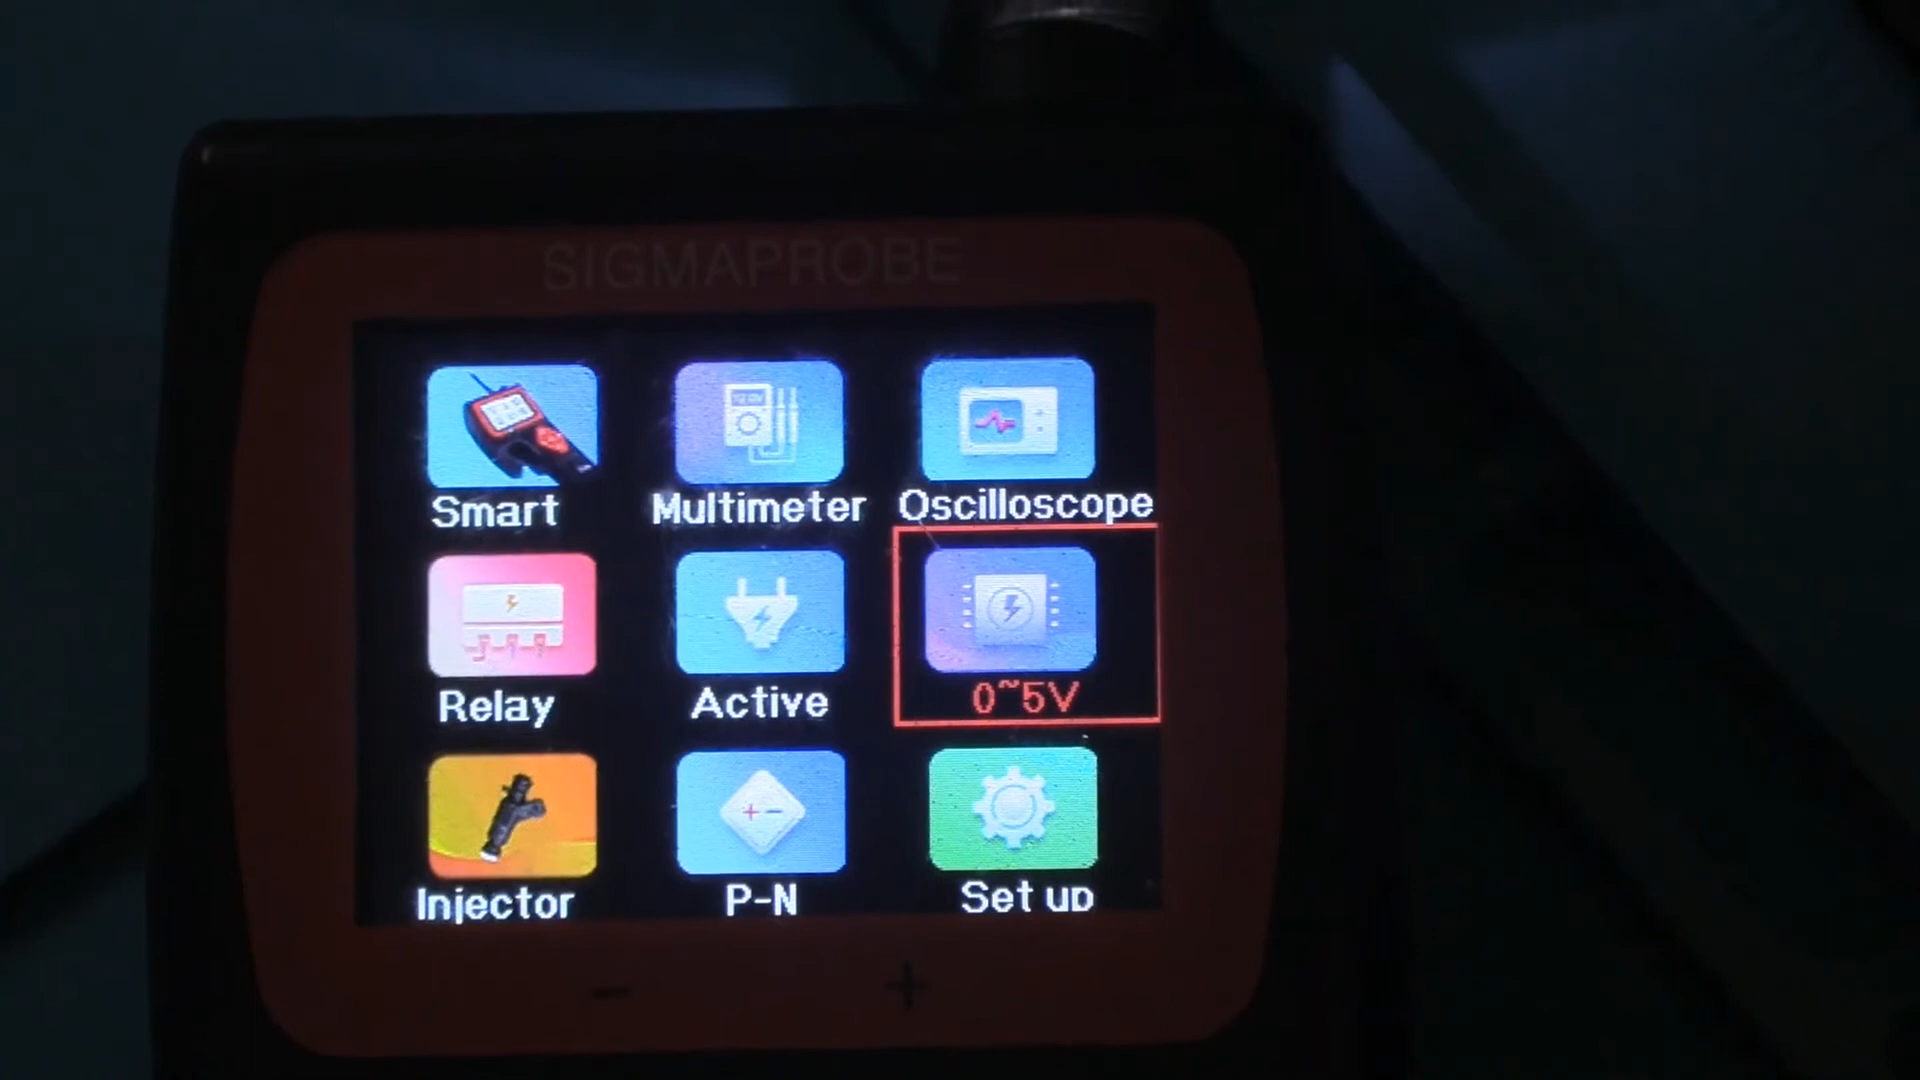 SIGMAPROBE
Smart Multimeter Oscilloscope
Relay Active 0~5V
Injector P-N Set up
- +